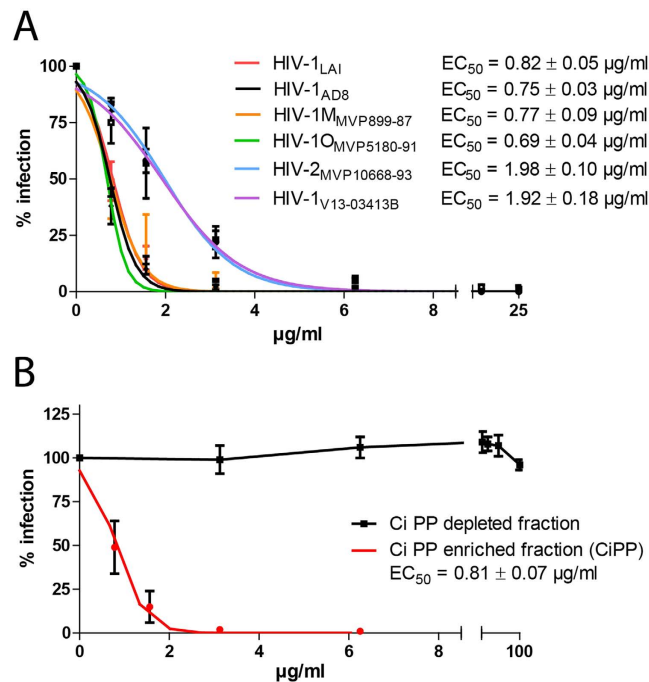 A
% infection
100
75
50
25
0
HIV-1LAI EC50 = 0.82 ± 0.05 µg/ml
HIV-1AD8 EC50 = 0.75 ± 0.03 µg/ml
HIV-1MMVP899-87 EC50 = 0.77 ± 0.09 µg/ml
HIV-1OMVP5180-91 EC50 = 0.69 ± 0.04 µg/ml
HIV-2MVP10668-93 EC50 = 1.98 ± 0.10 µg/ml
HIV-1V13-03413B EC50 = 1.92 ± 0.18 µg/ml
0 2 4 6 8 25
µg/ml
B
% infection
125
100
75
50
25
0
Ci PP depleted fraction
Ci PP enriched fraction (CiPP)
EC50 = 0.81 ± 0.07 µg/ml
0 2 4 6 8 100
µg/ml